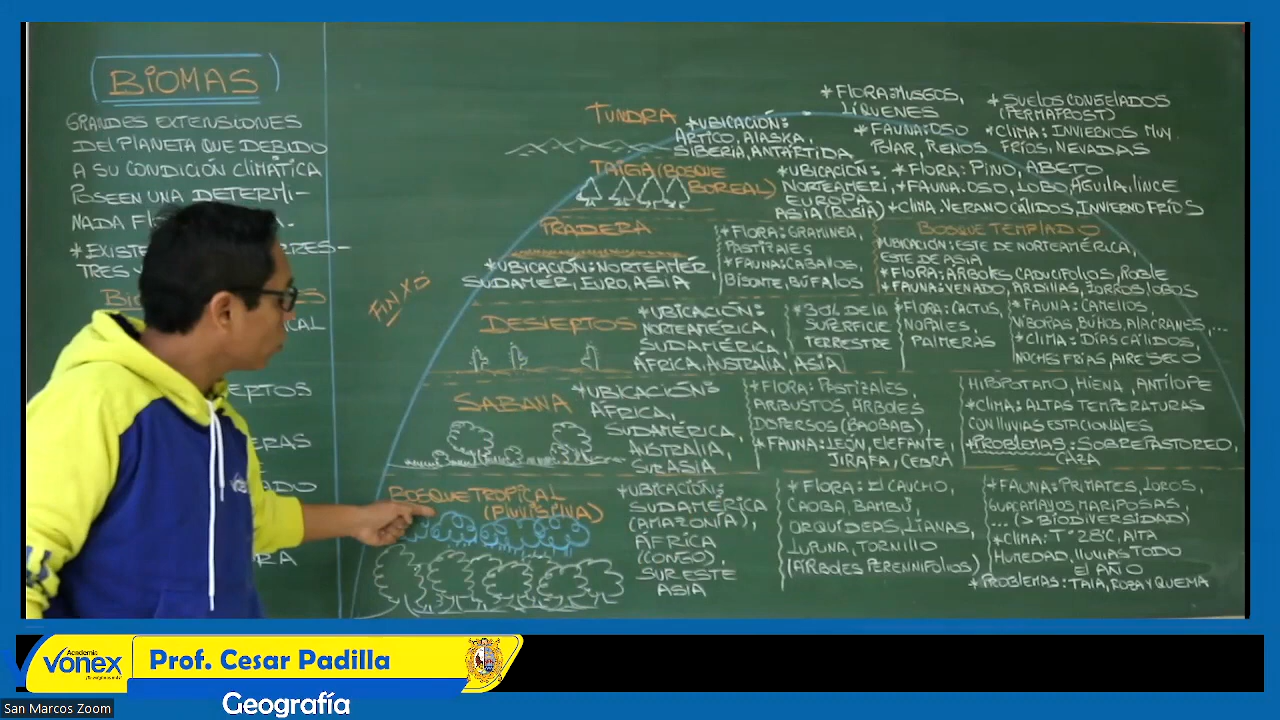 BIOMAS
GRANDES EXTENSIONES
DEL PLANETA QUE DEBIDO
A SU CONDICIÓN CLIMÁTICA
POSEEN UNA DETERMI-
NADA
*EXISTE
TRES
FIN XD
TUNDRA
*UBICACIÓN:
ÁRTICO, ALASKA,
SIBERIA, ANTÁRTIDA
*FLORA: MUSGOS,
LÍQUENES
*FAUNA: OSO
POLAR, RENOS
*SUELOS CONGELADOS
(PERMAFROST)
*CLIMA: INVIERNOS MUY
FRÍOS, NEVADAS
TAIGA (BOSQUE
BOREAL)
*UBICACIÓN:
NORTEAMERI,
EUROPA,
ASIA (RUSIA)
*FLORA: PINO, ABETO
*FAUNA: OSO, LOBO, ÁGUILA, LINCE
*CLIMA: VERANO CÁLIDOS, INVIERNO FRÍOS
PRADERA
*UBICACIÓN: NORTEAMÉR,
SUDAMÉR, EURO, ASIA
*FLORA: GRAMINEA,
PASTIZALES
*FAUNA: CABALLOS,
BISONTE, BÚFALOS
BOSQUE TEMPLADO
*UBICACIÓN: ESTE DE NORTEAMÉRICA,
ESTE DE ASIA
*FLORA: ÁRBOLES CADUCIFOLIOS, ROBLE
*FAUNA: VENADO, ARDILLAS, ZORROS, LOBOS
DESIERTOS
*UBICACIÓN:
NORTEAMÉRICA,
SUDAMÉRICA,
ÁFRICA, AUSTRALIA, ASIA
*30% DE LA
SUPERFICIE
TERRESTRE
*FLORA: CACTUS,
NOPALES,
PALMERAS
*FAUNA: CAMELLOS,
VÍBORAS, BÚHOS, ALACRANES, ...
*CLIMA: DÍAS CÁLIDOS,
NOCHES FRÍAS, AIRE SECO
SABANA
*UBICACIÓN:
ÁFRICA,
SUDAMÉRICA,
AUSTRALIA,
SUR ASIA
*FLORA: PASTIZALES,
ARBUSTOS, ÁRBOLES
DISPERSOS (BAOBAB)
*FAUNA: LEÓN, ELEFANTE,
JIRAFA, CEBRA
HIPOPÓTAMO, HIENA, ANTÍLOPE
*CLIMA: ALTAS TEMPERATURAS
CON LLUVIAS ESTACIONALES
*PROBLEMAS: SOBREPASTOREO,
CAZA
BOSQUE TROPICAL
(PLUVISILVA)
*UBICACIÓN:
SUDAMÉRICA
(AMAZONÍA),
ÁFRICA
(CONGO),
SUR ESTE
ASIA
*FLORA: EL CAUCHO,
CAOBA, BAMBÚ,
ORQUÍDEAS, LIANAS,
LUPUNA, TORNILLO
(ÁRBOLES PERENNIFOLIOS)
*FAUNA: PRIMATES, LOROS,
GUACAMAYOS, MARIPOSAS,
... (> BIODIVERSIDAD)
*CLIMA: T° 28°C, ALTA
HUMEDAD, LLUVIAS TODO
EL AÑO
*PROBLEMAS: TALA, ROZA Y QUEMA
Academia
vonex
Prof. Cesar Padilla
Geografía
San Marcos Zoom